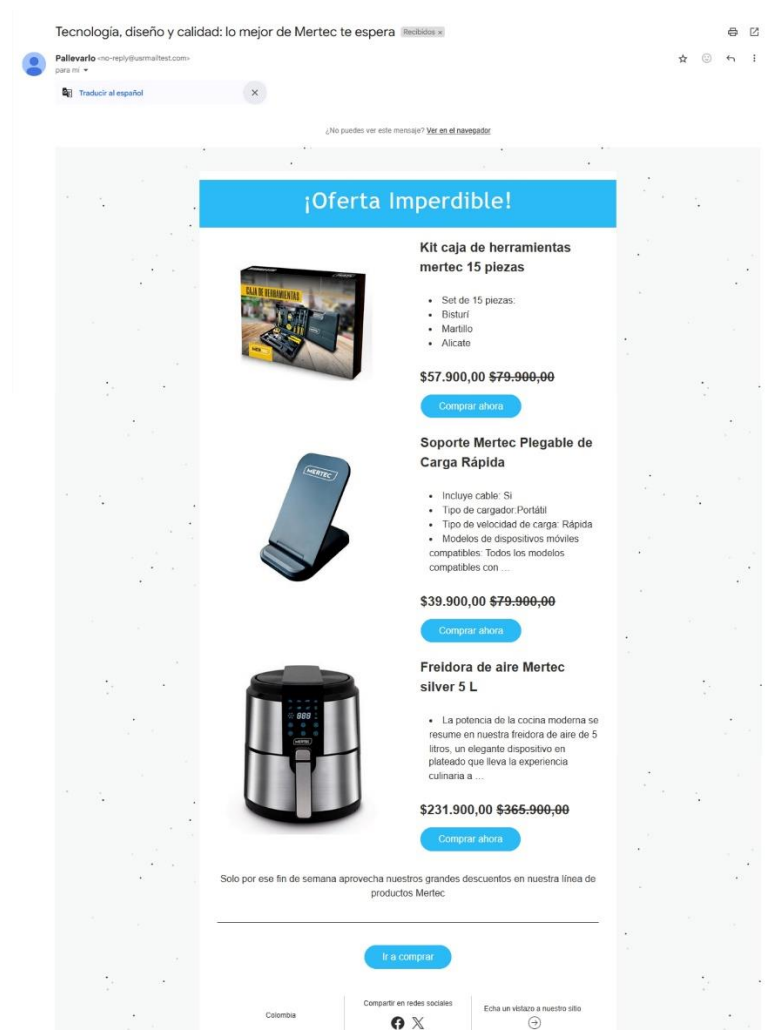 Tecnología, diseño y calidad: lo mejor de Mertec te espera Recibidos x
Pallevarlo <no-reply@usrmailtest.com>
para mí
Traducir al español
¿No puedes ver este mensaje? Ver en el navegador
¡Oferta Imperdible!
CAJA DE HERRAMIENTAS
Kit caja de herramientas
mertec 15 piezas
• Set de 15 piezas:
• Bisturí
• Martillo
• Alicate
$57.900,00 $79.900,00
Comprar ahora
MERTEC
Soporte Mertec Plegable de
Carga Rápida
• Incluye cable: Si
• Tipo de cargador:Portátil
• Tipo de velocidad de carga: Rápida
• Modelos de dispositivos móviles
compatibles: Todos los modelos
compatibles con ...
$39.900,00 $79.900,00
Comprar ahora
888
MERTEC
Freidora de aire Mertec
silver 5 L
• La potencia de la cocina moderna se
resume en nuestra freidora de aire de 5
litros, un elegante dispositivo en
plateado que lleva la experiencia
culinaria a ...
$231.900,00 $365.900,00
Comprar ahora
Solo por ese fin de semana aprovecha nuestros grandes descuentos en nuestra línea de
productos Mertec
Ir a comprar
Colombia
Compartir en redes sociales
Echa un vistazo a nuestro sitio